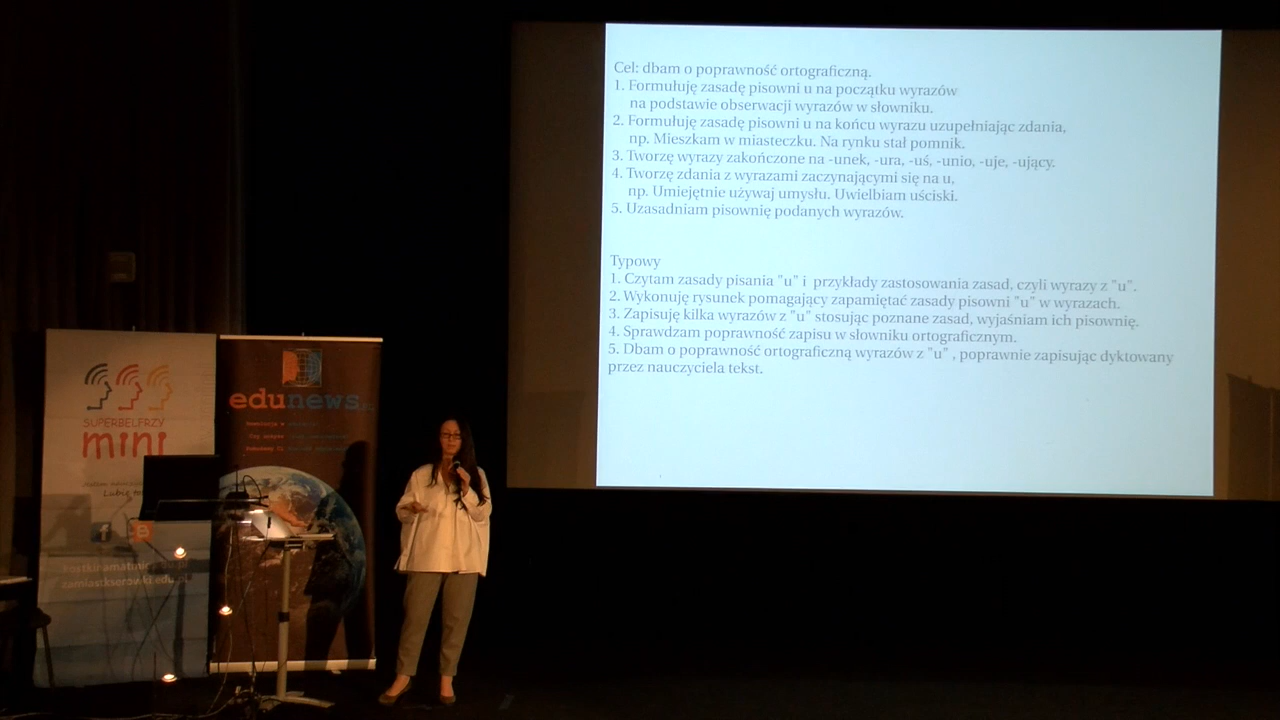 Cel: dbam o poprawność ortograficzną.
1. Formułuję zasadę pisowni u na początku wyrazów
na podstawie obserwacji wyrazów w słowniku.
2. Formułuję zasadę pisowni u na końcu wyrazu uzupełniając zdania,
np. Mieszkam w miasteczku. Na rynku stał pomnik.
3. Tworzę wyrazy zakończone na -unek, -ura, -uś, -unio, -uje, -ujący.
4. Tworzę zdania z wyrazami zaczynającymi się na u,
np. Umiejętnie używaj umysłu. Uwielbiam uściski.
5. Uzasadniam pisownię podanych wyrazów.
Typowy
1. Czytam zasady pisania "u" i przykłady zastosowania zasad, czyli wyrazy z "u".
2. Wykonuję rysunek pomagający zapamiętać zasady pisowni "u" w wyrazach.
3. Zapisuję kilka wyrazów z "u" stosując poznane zasad, wyjaśniam ich pisownię.
4. Sprawdzam poprawność zapisu w słowniku ortograficznym.
5. Dbam o poprawność ortograficzną wyrazów z "u" , poprawnie zapisując dyktowany
przez nauczyciela tekst.
SUPERBELFRZY
mini
Lubię
zamiastkserowki.edu.pl
edunews